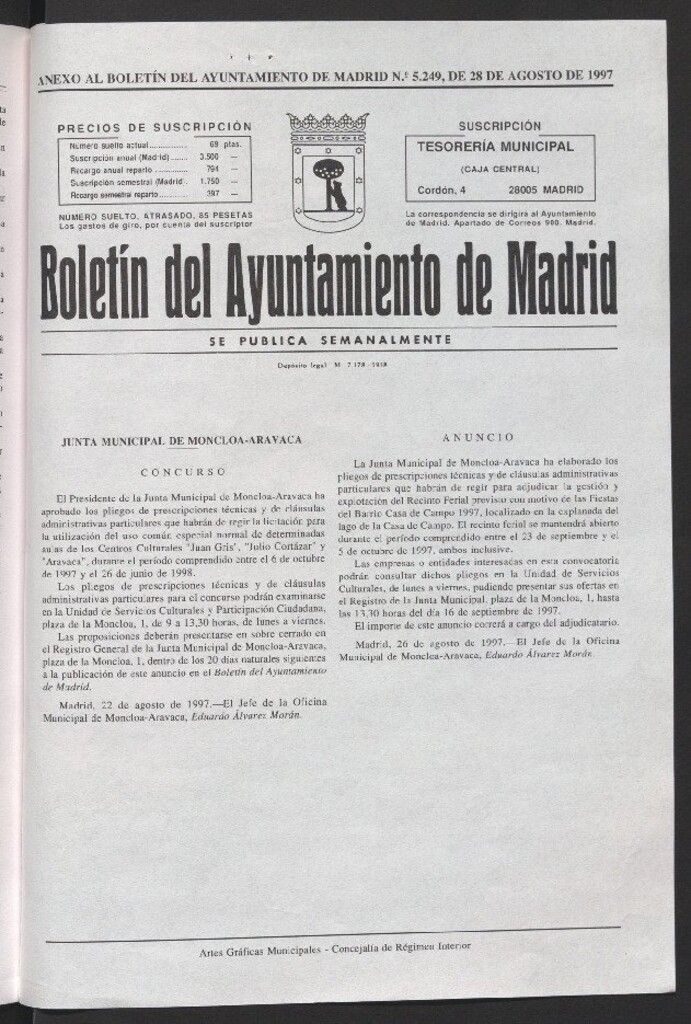 ANEXO AL BOLETÍN DEL AYUNTAMIENTO DE MADRID N.º 5.249, DE 28 DE AGOSTO DE 1997
PRECIOS DE SUSCRIPCIÓN
Número suelto actual............... 69 ptas.
Suscripción anual (Madrid)....... 3.500 —
Recargo anual reparto .............. 794 —
Suscripción semestral (Madrid). 1.750 —
Recargo semestral reparto............ 397 —
NUMERO SUELTO, ATRASADO, 85 PESETAS
Los gastos de giro, por cuenta del suscriptor
SUSCRIPCIÓN
TESORERÍA MUNICIPAL
(CAJA CENTRAL)
Cordón, 4 28005 MADRID
La correspondencia se dirigirá al Ayuntamiento
de Madrid. Apartado de Correos 900. Madrid.
Boletín del Ayuntamiento de Madrid
SE PUBLICA SEMANALMENTE
Depósito legal M. 7.178 - 1958
JUNTA MUNICIPAL DE MONCLOA-ARAVACA
CONCURSO
El Presidente de la Junta Municipal de Moncloa-Aravaca ha
aprobado los pliegos de prescripciones técnicas y de cláusulas
administrativas particulares que habrán de regir la licitación para
la utilización del uso común especial normal de determinadas
aulas de los Centros Culturales "Juan Gris", "Julio Cortázar" y
"Aravaca", durante el período comprendido entre el 6 de octubre
de 1997 y el 26 de junio de 1998.
Los pliegos de prescripciones técnicas y de cláusulas
administrativas particulares para el concurso podrán examinarse
en la Unidad de Servicios Culturales y Participación Ciudadana,
plaza de la Moncloa, 1, de 9 a 13,30 horas, de lunes a viernes.
Las proposiciones deberán presentarse en sobre cerrado en
el Registro General de la Junta Municipal de Moncloa-Aravaca,
plaza de la Moncloa, 1, dentro de los 20 días naturales siguientes
a la publicación de este anuncio en el Boletín del Ayuntamiento
de Madrid.
Madrid, 22 de agosto de 1997.—El Jefe de la Oficina
Municipal de Moncloa-Aravaca, Eduardo Álvarez Morán.
ANUNCIO
La Junta Municipal de Moncloa-Aravaca ha elaborado los
pliegos de prescripciones técnicas y de cláusulas administrativas
particulares que habrán de regir para adjudicar la gestión y
explotación del Recinto Ferial previsto con motivo de las Fiestas
del Barrio Casa de Campo 1997, localizado en la explanada del
lago de la Casa de Campo. El recinto ferial se mantendrá abierto
durante el período comprendido entre el 23 de septiembre y el
5 de octubre de 1997, ambos inclusive.
Las empresas o entidades interesadas en esta convocatoria
podrán consultar dichos pliegos en la Unidad de Servicios
Culturales, de lunes a viernes, pudiendo presentar sus ofertas en
el Registro de la Junta Municipal, plaza de la Moncloa, 1, hasta
las 13,30 horas del día 16 de septiembre de 1997.
El importe de este anuncio correrá a cargo del adjudicatario.
Madrid, 26 de agosto de 1997.—El Jefe de la Oficina
Municipal de Moncloa-Aravaca, Eduardo Álvarez Morán.
Artes Gráficas Municipales - Concejalía de Régimen Interior